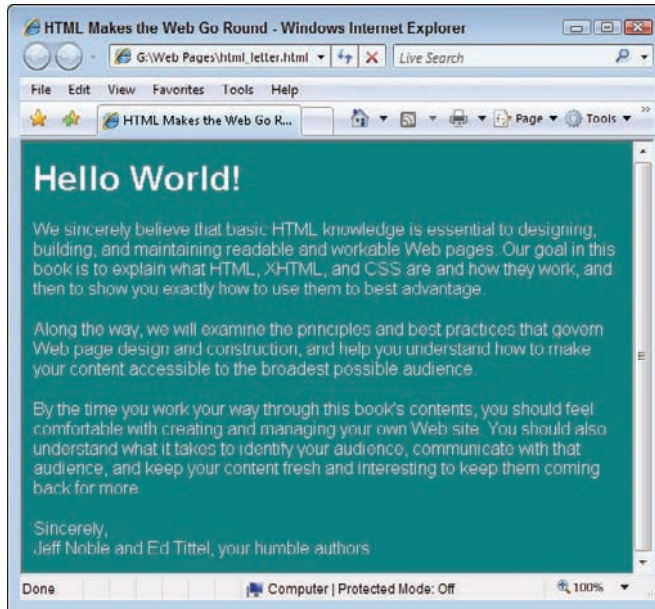 HTML Makes the Web Go Round - Windows Internet Explorer
G:\Web Pages\html_letter.html
Live Search
File Edit View Favorites Tools Help
HTML Makes the Web Go R...
Page Tools
Hello World!
We sincerely believe that basic HTML knowledge is essential to designing,
building, and maintaining readable and workable Web pages. Our goal in this
book is to explain what HTML, XHTML, and CSS are and how they work, and
then to show you exactly how to use them to best advantage.
Along the way, we will examine the principles and best practices that govern
Web page design and construction, and help you understand how to make
your content accessible to the broadest possible audience.
By the time you work your way through this book's contents, you should feel
comfortable with creating and managing your own Web site. You should also
understand what it takes to identify your audience, communicate with that
audience, and keep your content fresh and interesting to keep them coming
back for more.
Sincerely,
Jeff Noble and Ed Tittel, your humble authors
Done Computer | Protected Mode: Off 100%